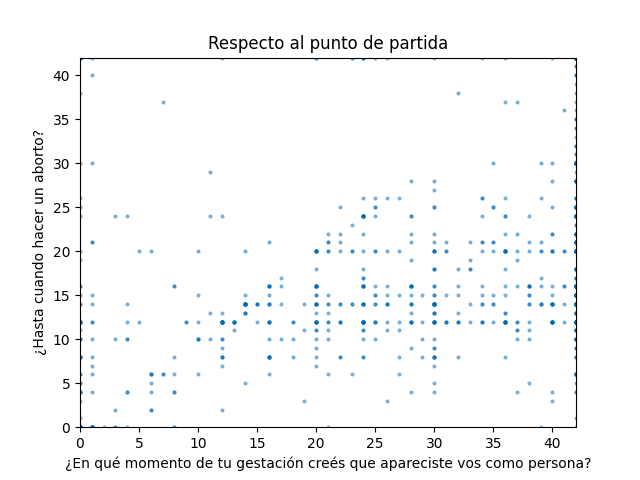 Respecto al punto de partida
¿Hasta cuando hacer un aborto?
40
35
30
25
20
15
10
5
0
0 5 10 15 20 25 30 35 40
¿En qué momento de tu gestación creés que apareciste vos como persona?